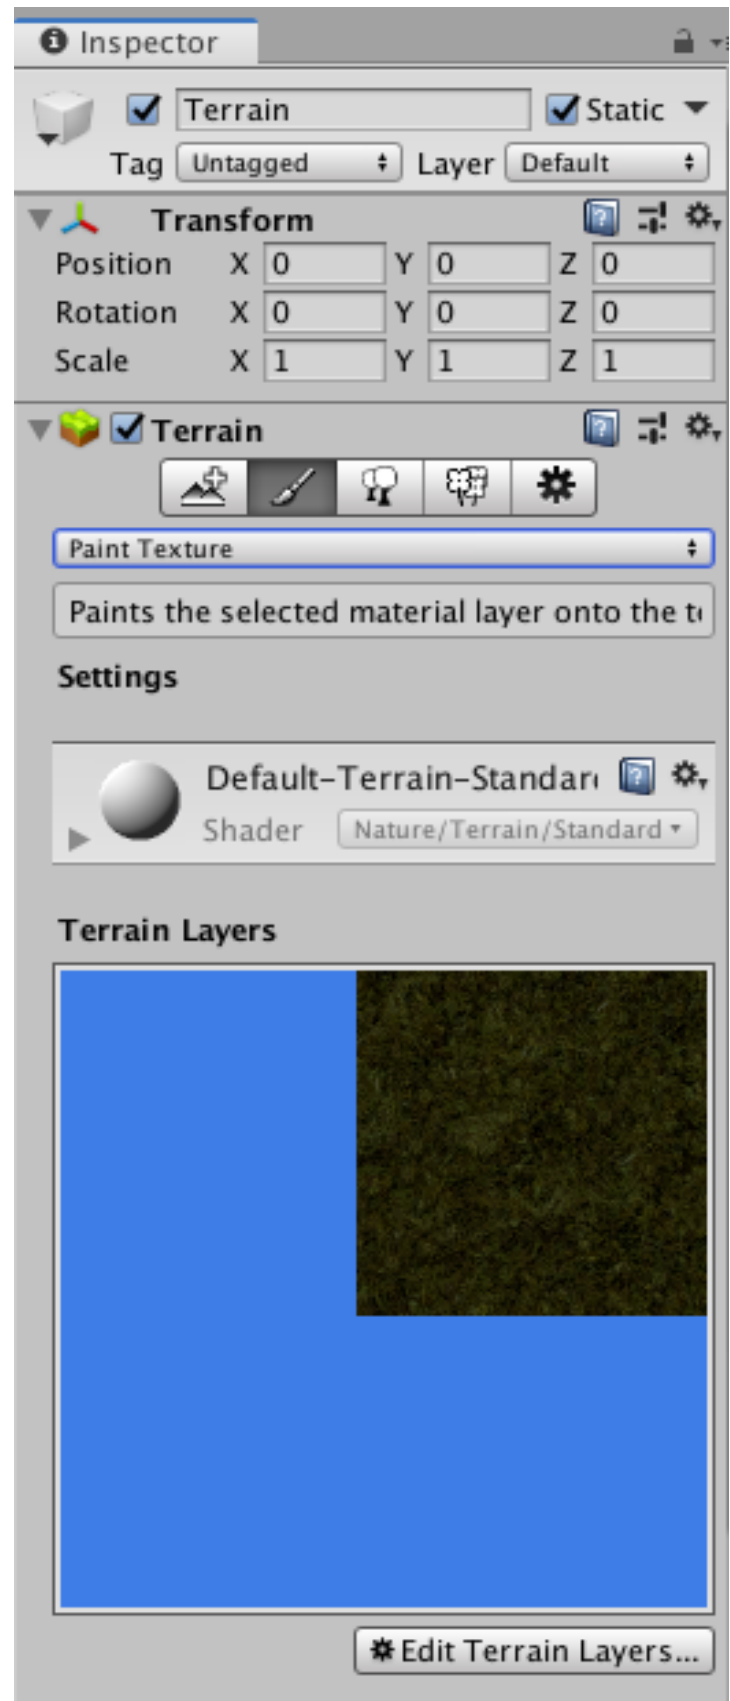 Inspector
Terrain Static
Tag Untagged Layer Default
Transform
Position X 0 Y 0 Z 0
Rotation X 0 Y 0 Z 0
Scale X 1 Y 1 Z 1
Terrain
Paint Texture
Paints the selected material layer onto the te
Settings
Default-Terrain-Standar
Shader Nature/Terrain/Standard
Terrain Layers
Edit Terrain Layers...